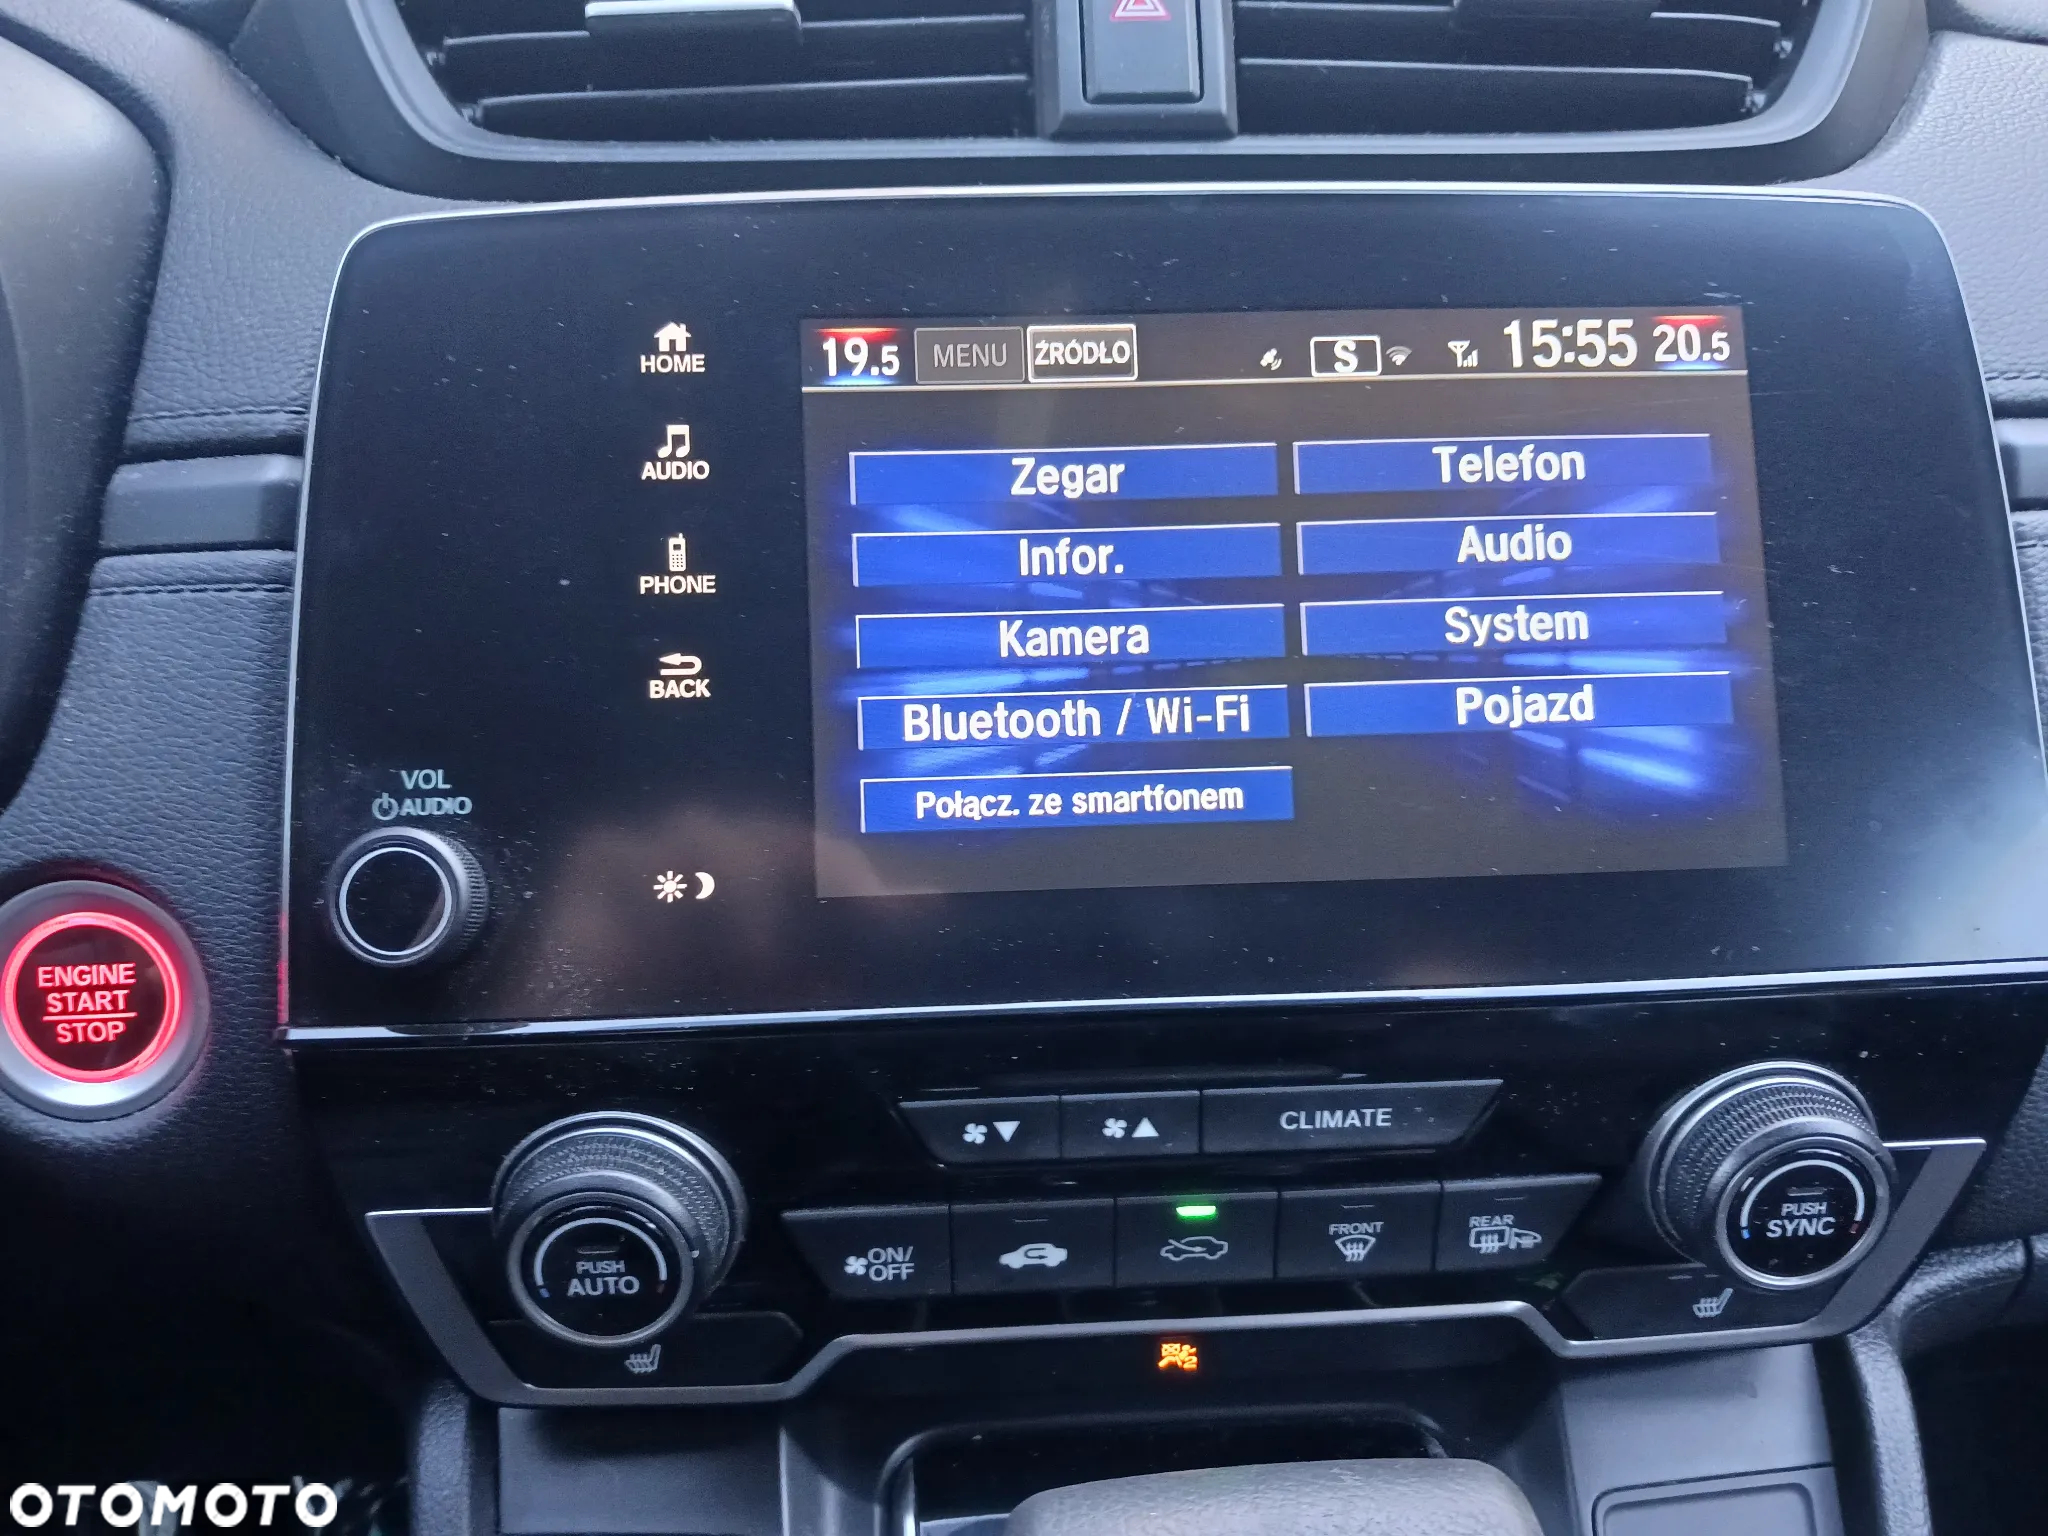 HOME
AUDIO
PHONE
BACK
VOL
AUDIO
19.5 MENU ŹRÓDŁO S 15:55 20.5
Zegar Telefon
Infor. Audio
Kamera System
Bluetooth / Wi-Fi Pojazd
Połącz. ze smartfonem
ENGINE
START
STOP
CLIMATE
PUSH
AUTO
ON/
OFF
FRONT
REAR
PUSH
SYNC
2
OTOMOTO